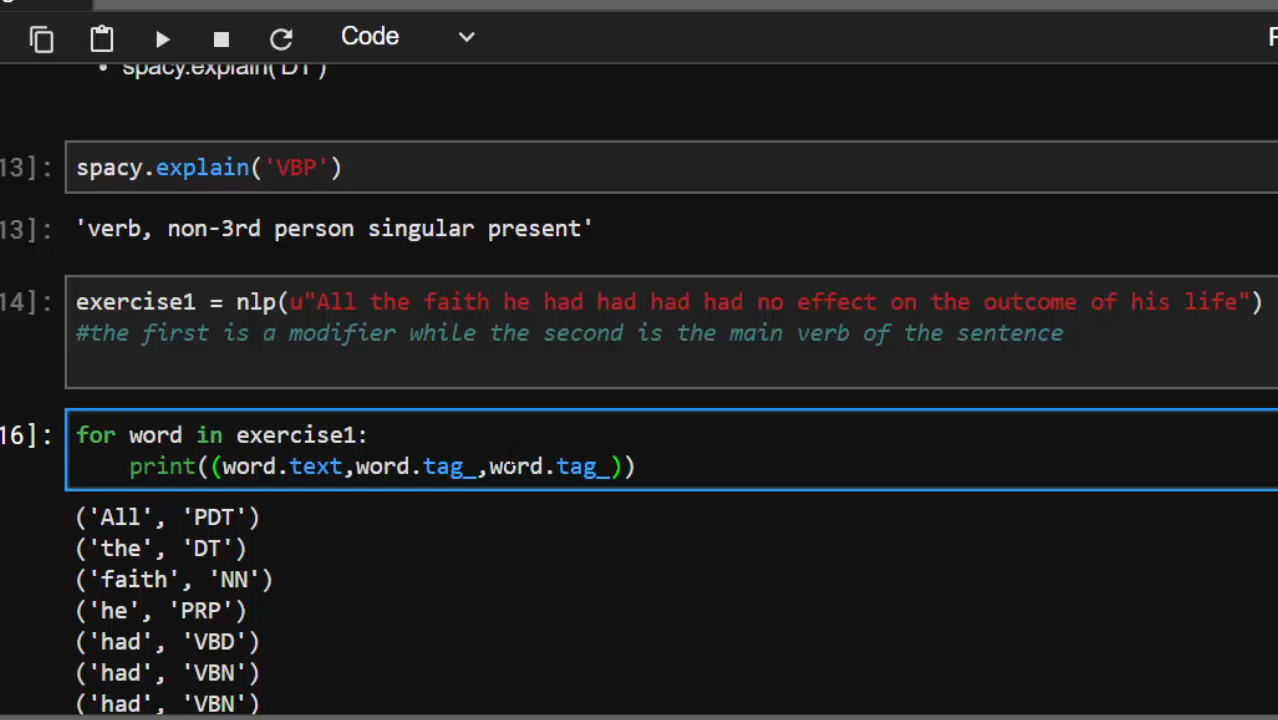 Code
• spacy.explain('DT')
13]: spacy.explain('VBP')
13]: 'verb, non-3rd person singular present'
14]: exercise1 = nlp(u"All the faith he had had had had no effect on the outcome of his life")
#the first is a modifier while the second is the main verb of the sentence
16]: for word in exercise1:
print((word.text,word.tag_,word.tag_))
('All', 'PDT')
('the', 'DT')
('faith', 'NN')
('he', 'PRP')
('had', 'VBD')
('had', 'VBN')
('had', 'VBN')